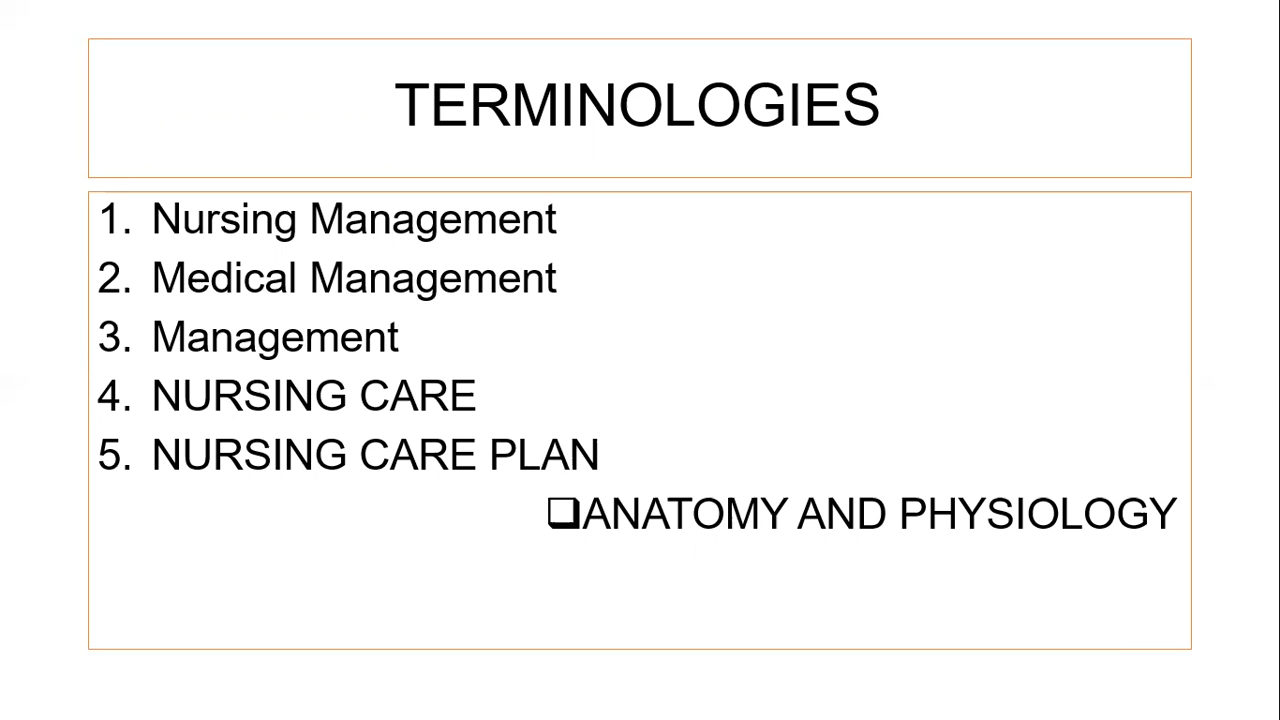 TERMINOLOGIES
1. Nursing Management
2. Medical Management
3. Management
4. NURSING CARE
5. NURSING CARE PLAN
❑ANATOMY AND PHYSIOLOGY